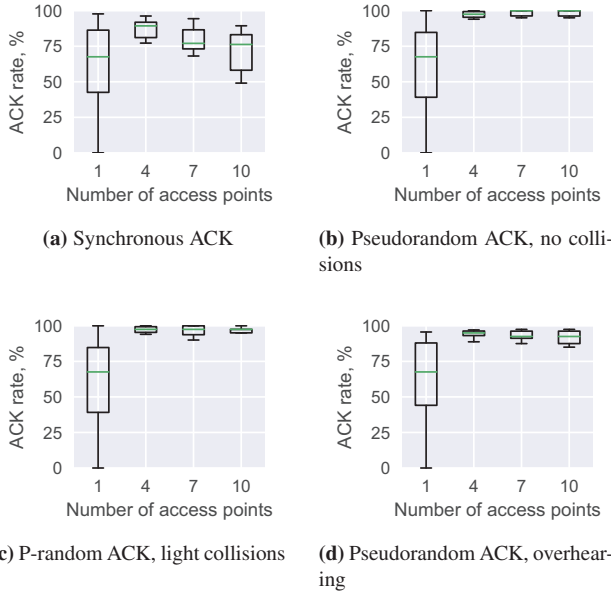 100
75
50
25
0
ACK rate, %
1 4 7 10
Number of access points
(a) Synchronous ACK
100
75
50
25
0
ACK rate, %
1 4 7 10
Number of access points
(b) Pseudorandom ACK, no colli-
sions
100
75
50
25
0
ACK rate, %
1 4 7 10
Number of access points
c) P-random ACK, light collisions
100
75
50
25
0
ACK rate, %
1 4 7 10
Number of access points
(d) Pseudorandom ACK, overhear-
ing